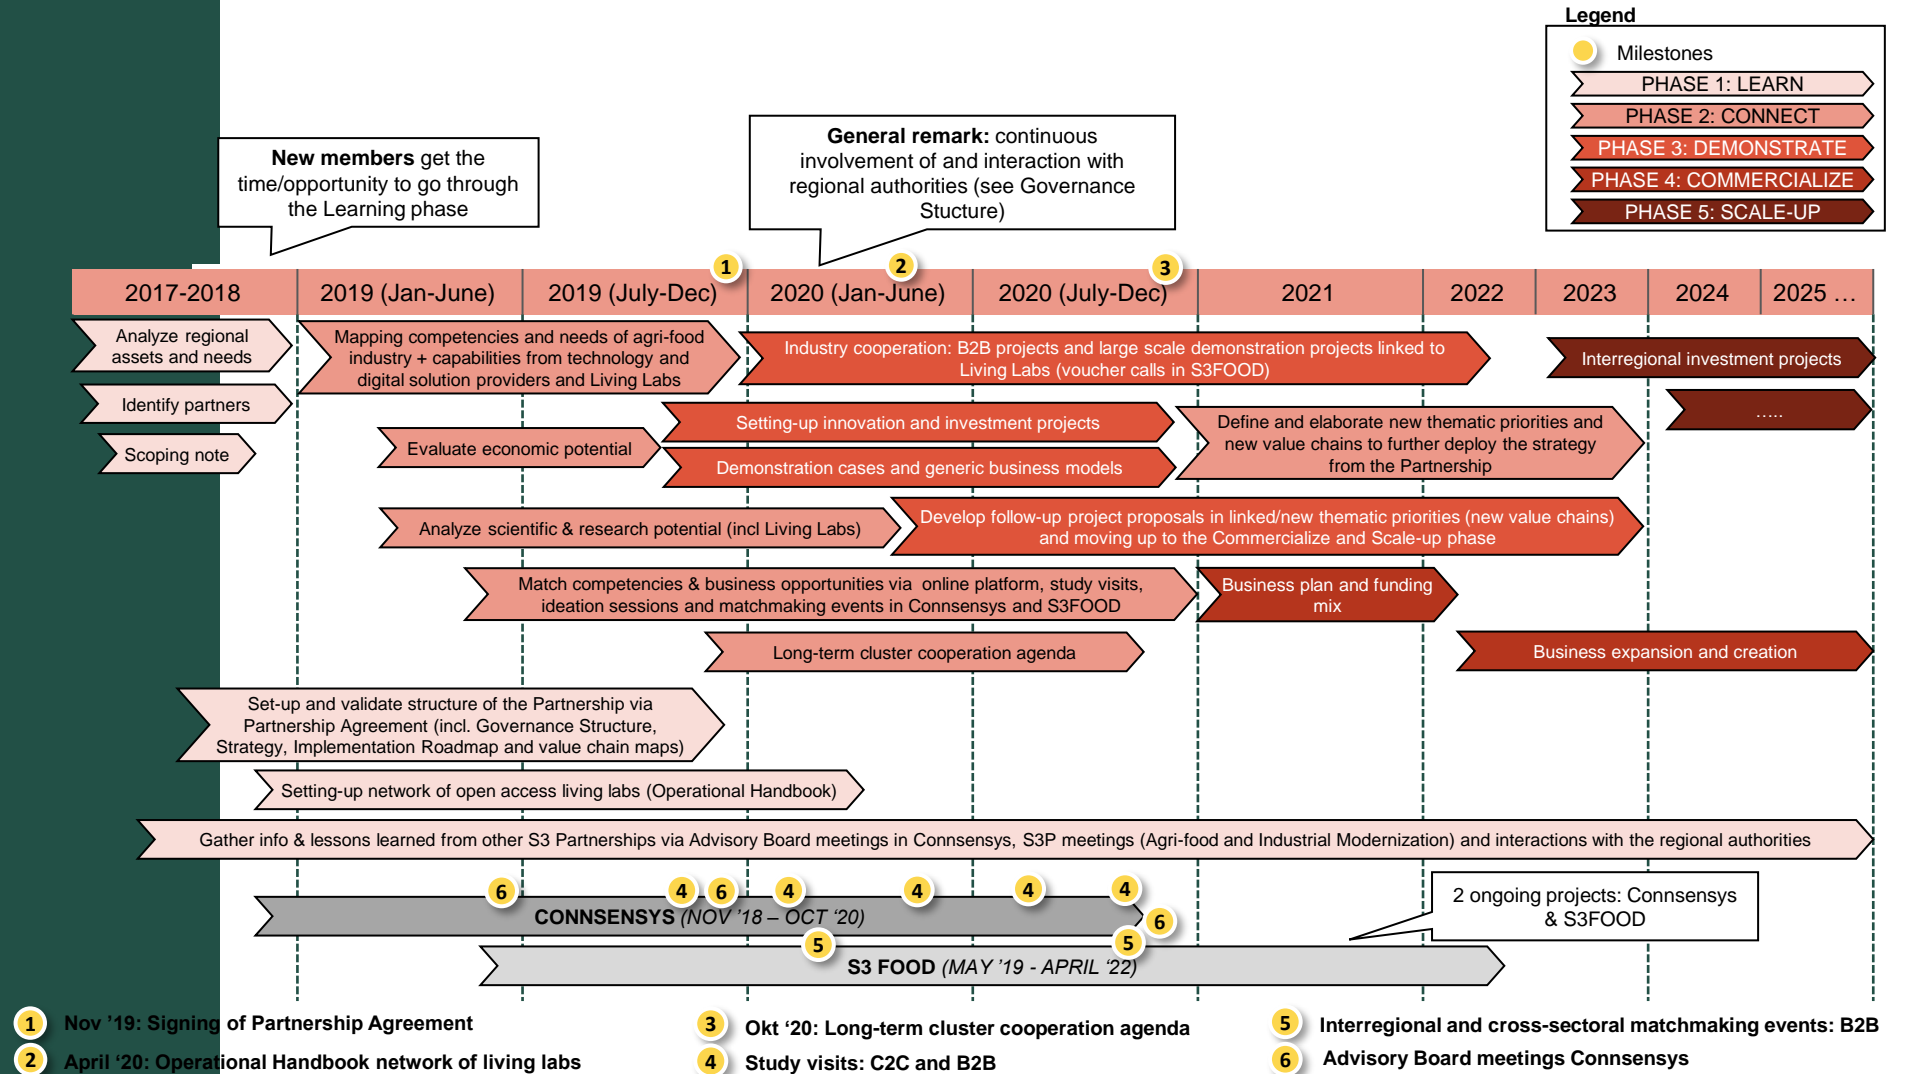 Legend
Milestones
PHASE 1: LEARN
PHASE 2: CONNECT
PHASE 3: DEMONSTRATE
PHASE 4: COMMERCIALIZE
PHASE 5: SCALE-UP
New members get the
time/opportunity to go through
the Learning phase
General remark: continuous
involvement of and interaction with
regional authorities (see Governance
Stucture)
1
2
3
2017-2018
2019 (Jan-June)
2019 (July-Dec)
2020 (Jan-June)
2020 (July-Dec)
2021
2022
2023
2024
2025 …
Analyze regional
assets and needs
Mapping competencies and needs of agri-food
industry + capabilities from technology and
digital solution providers and Living Labs
Industry cooperation: B2B projects and large scale demonstration projects linked to
Living Labs (voucher calls in S3FOOD)
Interregional investment projects
Identify partners
Setting-up innovation and investment projects
…..
Scoping note
Evaluate economic potential
Demonstration cases and generic business models
Define and elaborate new thematic priorities and
new value chains to further deploy the strategy
from the Partnership
Analyze scientific & research potential (incl Living Labs)
Develop follow-up project proposals in linked/new thematic priorities (new value chains)
and moving up to the Commercialize and Scale-up phase
Match competencies & business opportunities via online platform, study visits,
ideation sessions and matchmaking events in Connsensys and S3FOOD
Business plan and funding
mix
Long-term cluster cooperation agenda
Business expansion and creation
Set-up and validate structure of the Partnership via
Partnership Agreement (incl. Governance Structure,
Strategy, Implementation Roadmap and value chain maps)
Setting-up network of open access living labs (Operational Handbook)
Gather info & lessons learned from other S3 Partnerships via Advisory Board meetings in Connsensys, S3P meetings (Agri-food and Industrial Modernization) and interactions with the regional authorities
6
4
6
4
4
4
4
CONNSENSYS (NOV ’18 – OCT ‘20)
6
2 ongoing projects: Connsensys
& S3FOOD
5
5
S3 FOOD (MAY ’19 - APRIL ‘22)
1 Nov ’19: Signing of Partnership Agreement
2 April ‘20: Operational Handbook network of living labs
3 Okt ‘20: Long-term cluster cooperation agenda
4 Study visits: C2C and B2B
5 Interregional and cross-sectoral matchmaking events: B2B
6 Advisory Board meetings Connsensys